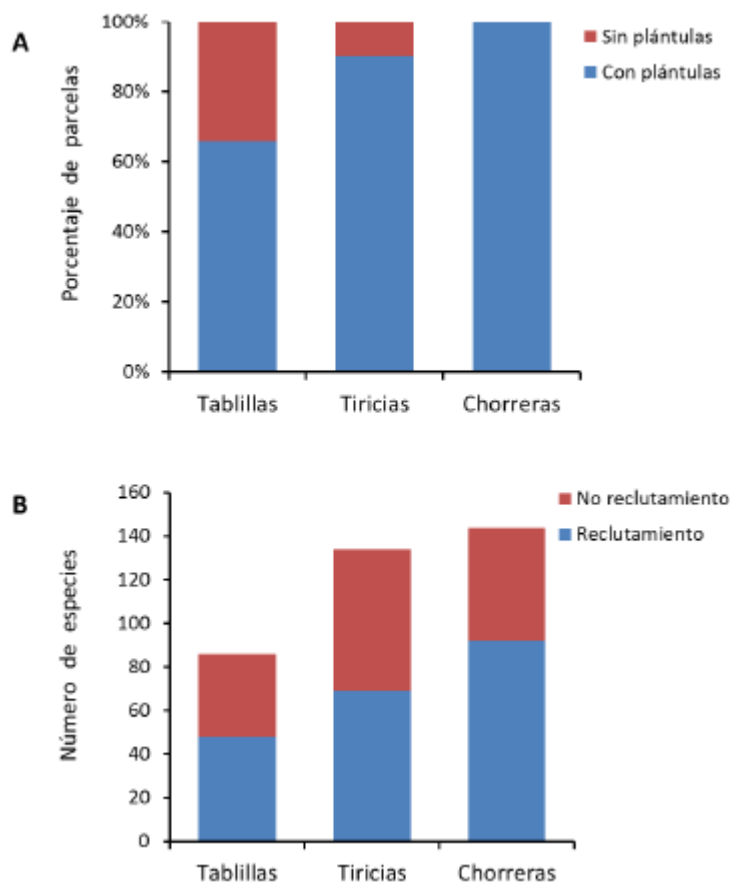 A
Porcentaje de parcelas
100%
80%
60%
40%
20%
0%
Tablillas Tiricias Chorreras
Sin plántulas
Con plántulas
B
Número de especies
160
140
120
100
80
60
40
20
0
Tablillas Tiricias Chorreras
No reclutamiento
Reclutamiento